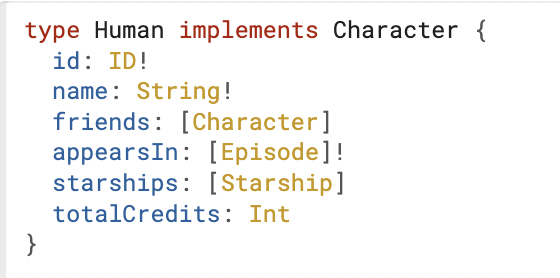 type Human implements Character {
  id: ID!
  name: String!
  friends: [Character]
  appearsIn: [Episode]!
  starships: [Starship]
  totalCredits: Int
}